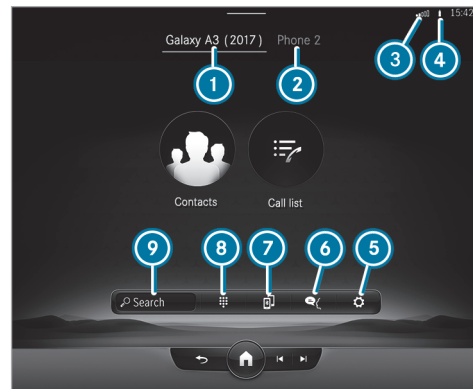 15:42
Galaxy A3 (2017) Phone 2
3 4
1 2
Contacts Call list
9 8 7 6 5
Search